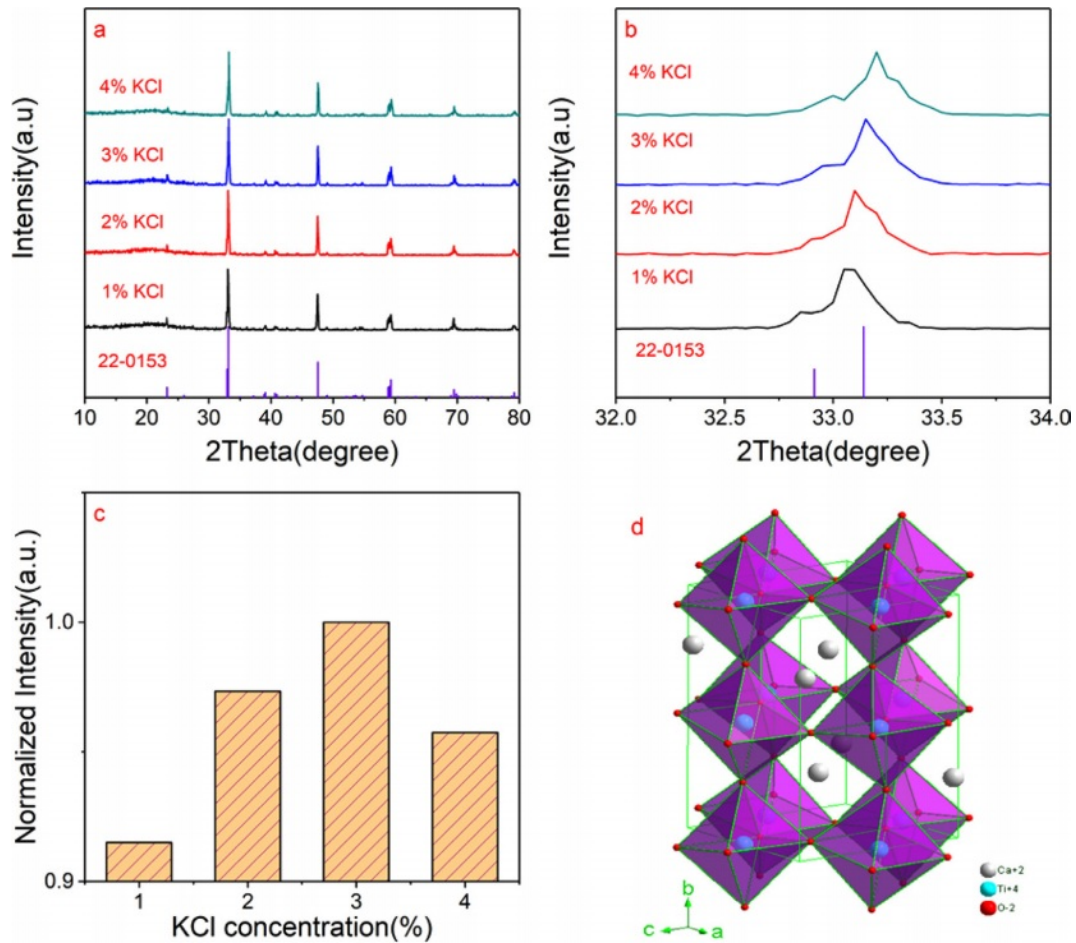 a
Intensity(a.u)
4% KCl
3% KCl
2% KCl
1% KCl
22-0153
10 20 30 40 50 60 70 80
2Theta(degree)
b
Intensity(a.u)
4% KCl
3% KCl
2% KCl
1% KCl
22-0153
32.0 32.5 33.0 33.5 34.0
2Theta(degree)
c
Normalized Intensity(a.u.)
1.0
0.9
1 2 3 4
KCl concentration(%)
d
Ca+2
Ti+4
O-2
b
c a